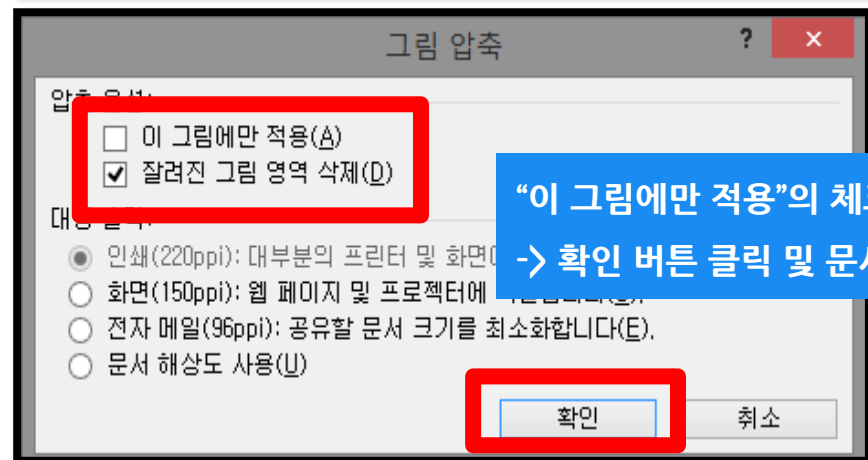 그림 압축
이 그림에만 적용(A)
잘려진 그림 영역 삭제(D)
“이 그림에만 적용”의
-> 확인 버튼 클릭 및
인쇄(220ppi): 대부분의 프린터 및
화면(150ppi): 웹 페이지 및 프로젝터에
전자 메일(96ppi): 공유할 문서 크기를 최소화합니다(E).
문서 해상도 사용(U)
확인 취소